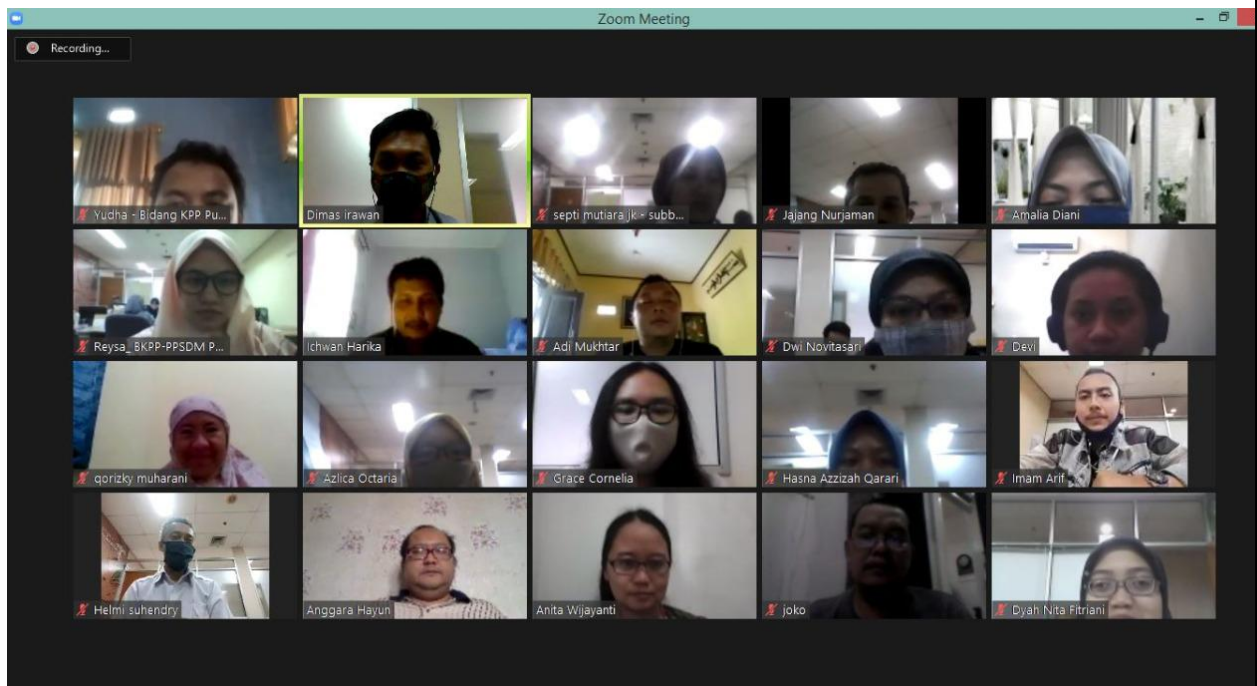 Zoom Meeting
Recording...
Yudha - Bidang KPP Pu...
Dimas irawan
septi mutiara jk - subb...
Jajang Nurjaman
Amalia Diani
Reysa_ BKPP-PPSDM P...
Ichwan Harika
Adi Mukhtar
Dwi Novitasari
Devi
qorizky muharani
Azlica Octaria
Grace Cornelia
Hasna Azzizah Qarari
Imam Arif
Helmi suhendry
Anggara Hayun
Anita Wijayanti
joko
Dyah Nita Fitriani